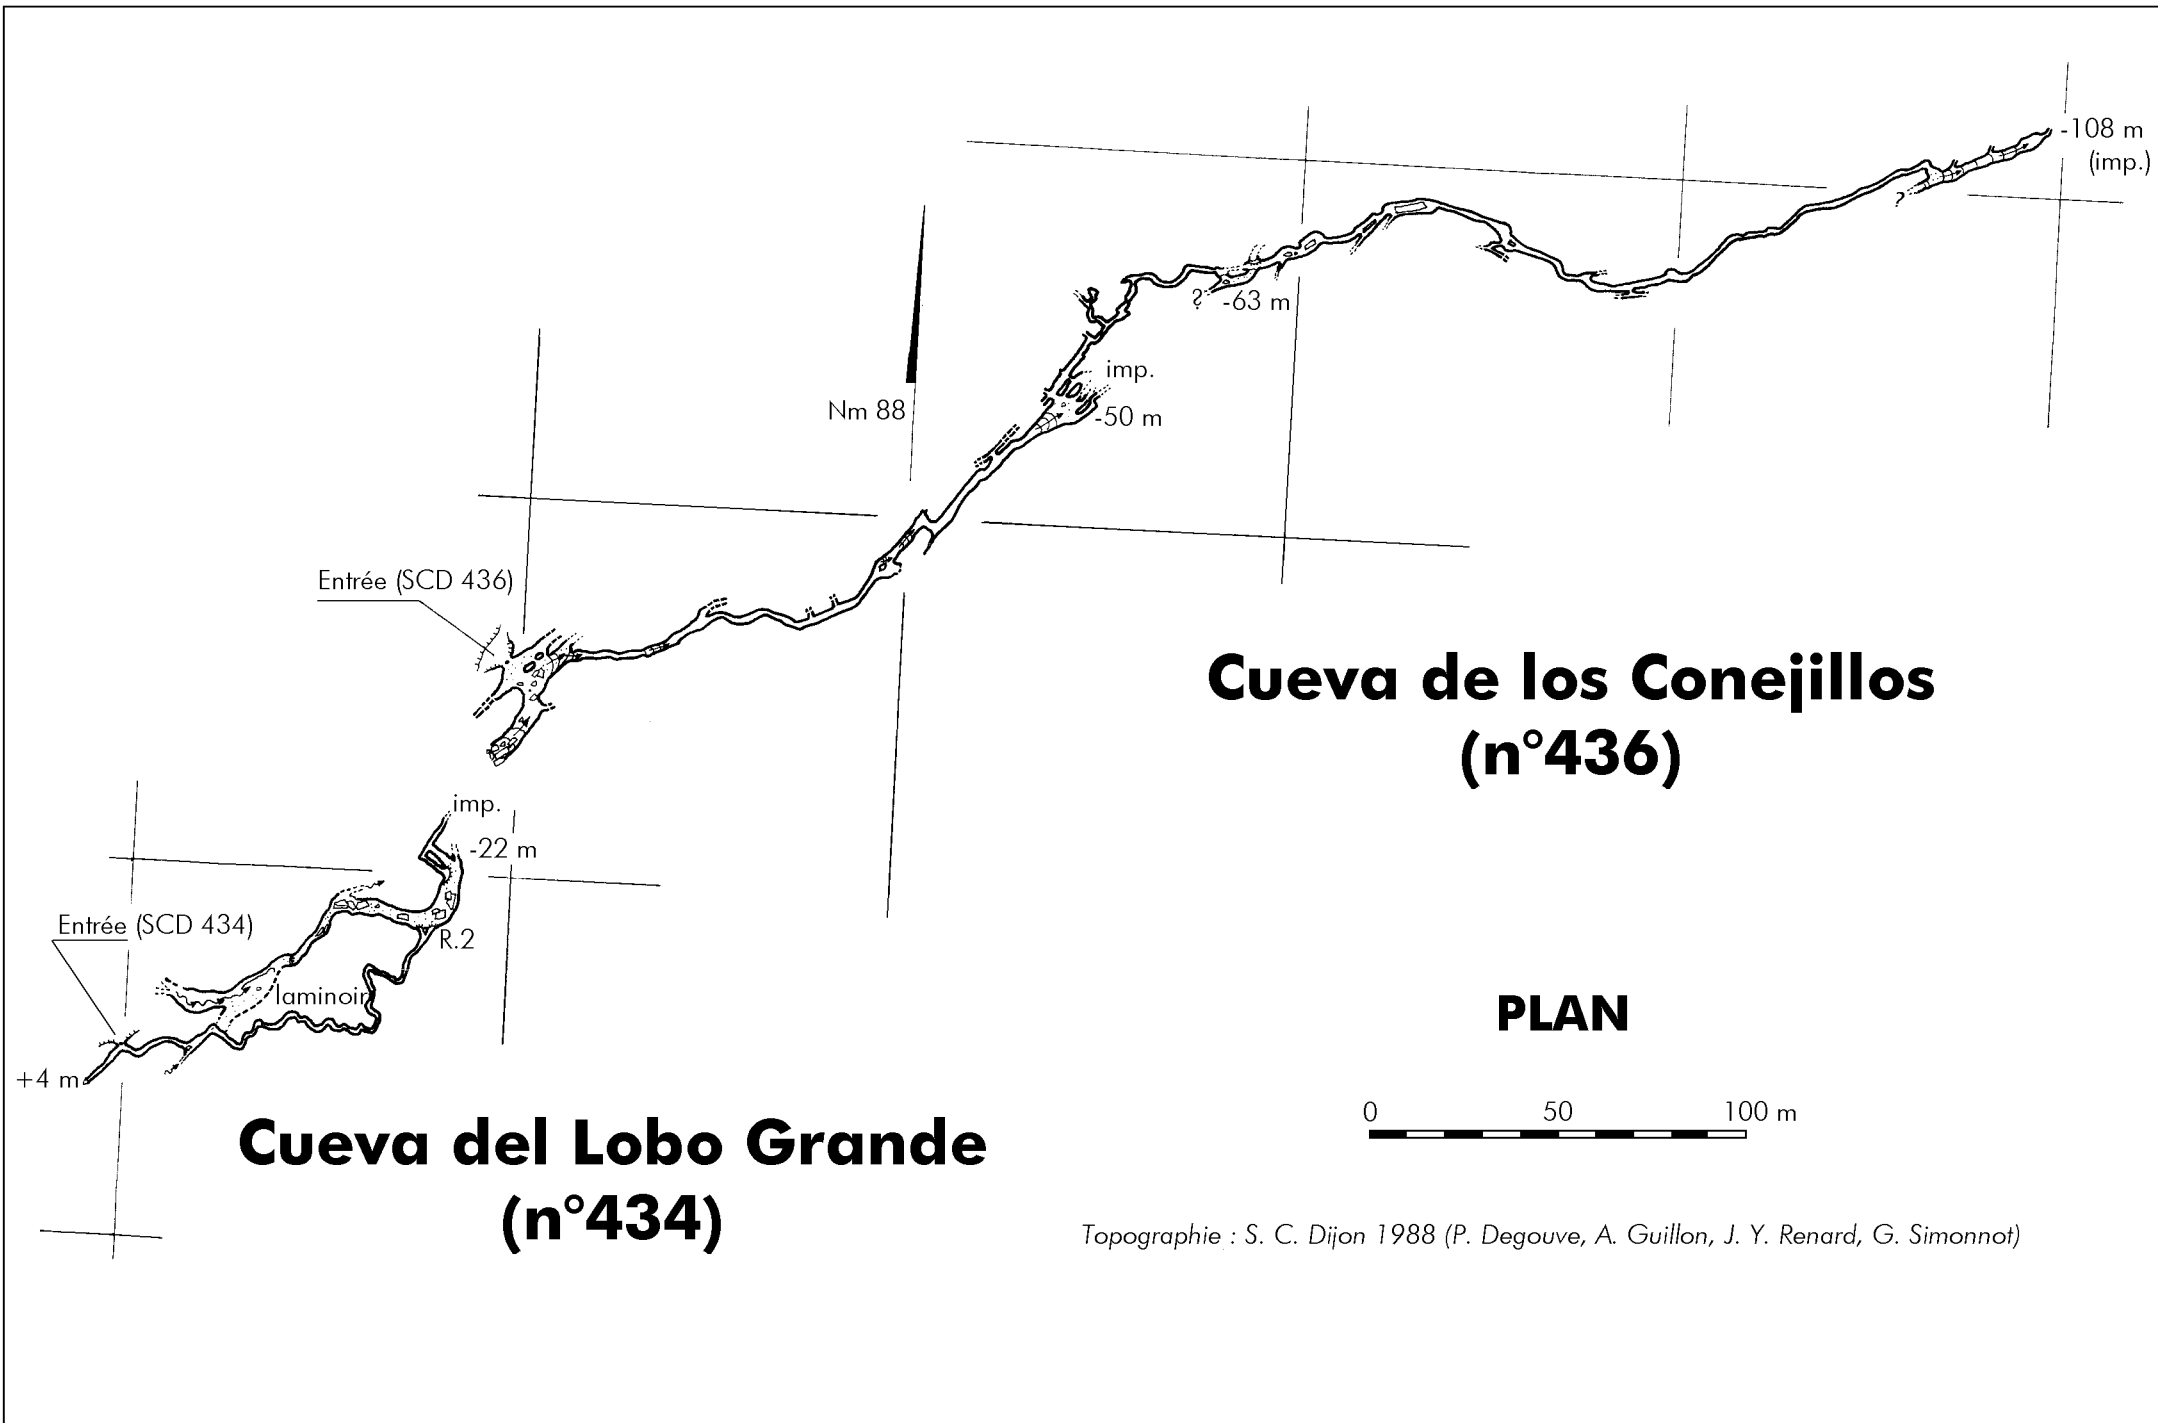 -108 m
(imp.)
?
? -63 m
imp.
-50 m
Nm 88
Entrée (SCD 436)
Cueva de los Conejillos
(n°436)
imp.
-22 m
Entrée (SCD 434)
R.2
laminoir
+4 m
PLAN
0 50 100 m
Cueva del Lobo Grande
(n°434)
Topographie : S. C. Dijon 1988 (P. Degouve, A. Guillon, J. Y. Renard, G. Simonnot)